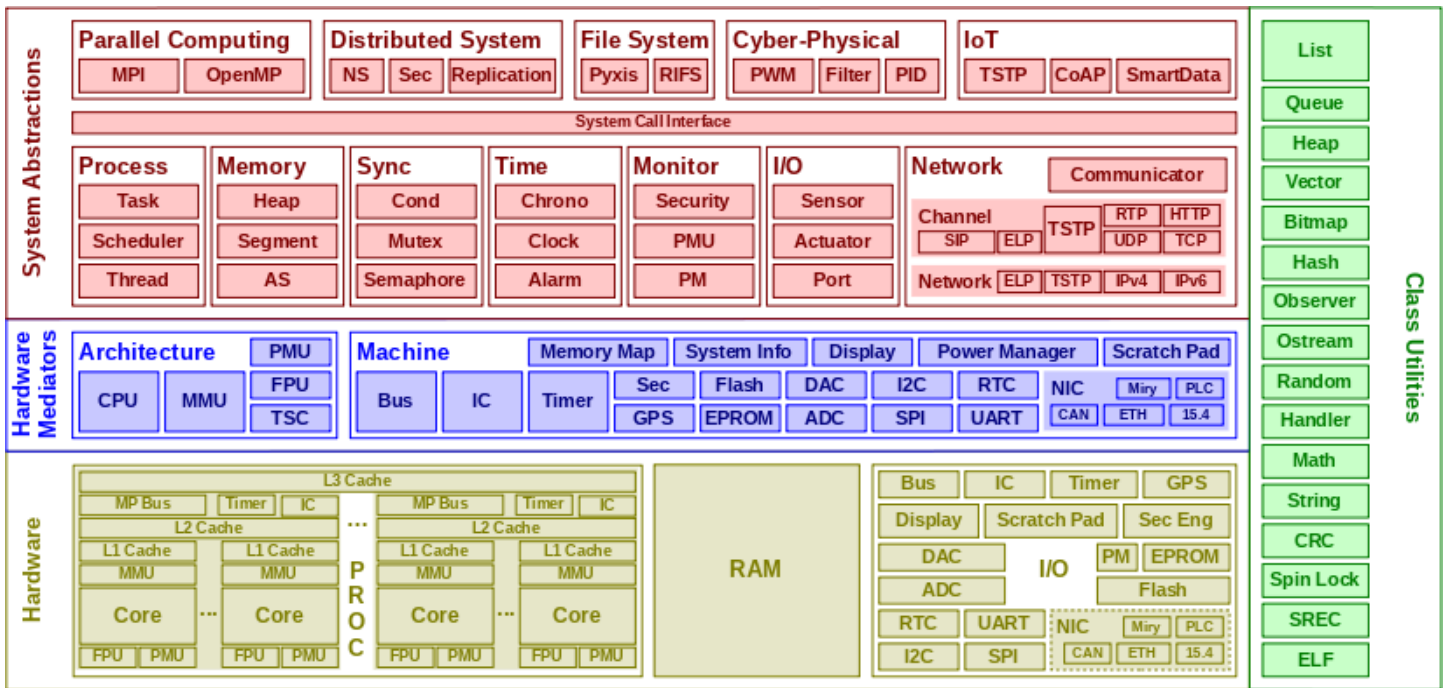 System Abstractions
Parallel Computing
MPI OpenMP
Distributed System
NS Sec Replication
File System
Pyxis RIFS
Cyber-Physical
PWM Filter PID
IoT
TSTP CoAP SmartData
System Call Interface
Process
Task
Scheduler
Thread
Memory
Heap
Segment
AS
Sync
Cond
Mutex
Semaphore
Time
Chrono
Clock
Alarm
Monitor
Security
PMU
PM
I/O
Sensor
Actuator
Port
Network
Communicator
Channel
SIP ELP TSTP
RTP HTTP
UDP TCP
Network ELP TSTP IPv4 IPv6
Hardware
Mediators
Architecture
CPU MMU
PMU
FPU
TSC
Machine
Memory Map System Info Display Power Manager Scratch Pad
Bus IC Timer
Sec Flash DAC I2C RTC
GPS EPROM ADC SPI UART
NIC Miry PLC
CAN ETH 15.4
Hardware
L3 Cache
MP Bus Timer IC
L2 Cache
L1 Cache L1 Cache
MMU MMU
Core ... Core
FPU PMU FPU PMU
...
PROC
MP Bus Timer IC
L2 Cache
L1 Cache L1 Cache
MMU MMU
Core ... Core
FPU PMU FPU PMU
RAM
Bus IC Timer GPS
Display Scratch Pad Sec Eng
DAC I/O PM EPROM
ADC Flash
RTC UART
I2C SPI
NIC Miry PLC
CAN ETH 15.4
List
Queue
Heap
Vector
Bitmap
Hash
Observer
Ostream
Random
Handler
Math
String
CRC
Spin Lock
SREC
ELF
Class Utilities